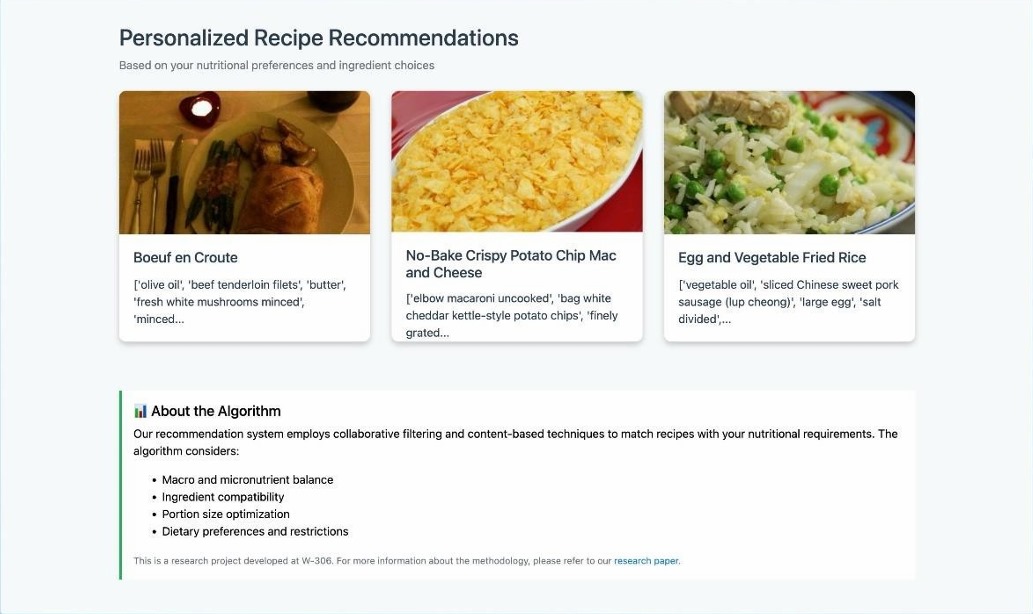 Personalized Recipe Recommendations
Based on your nutritional preferences and ingredient choices
Boeuf en Croute
['olive oil', 'beef tenderloin filets', 'butter',
'fresh white mushrooms minced',
'minced...
No-Bake Crispy Potato Chip Mac
and Cheese
['elbow macaroni uncooked', 'bag white
cheddar kettle-style potato chips', 'finely
grated...
Egg and Vegetable Fried Rice
['vegetable oil', 'sliced Chinese sweet pork
sausage (lup cheong)', 'large egg', 'salt
divided',...
📊 About the Algorithm
Our recommendation system employs collaborative filtering and content-based techniques to match recipes with your nutritional requirements. The
algorithm considers:
• Macro and micronutrient balance
• Ingredient compatibility
• Portion size optimization
• Dietary preferences and restrictions
This is a research project developed at W-306. For more information about the methodology, please refer to our research paper.